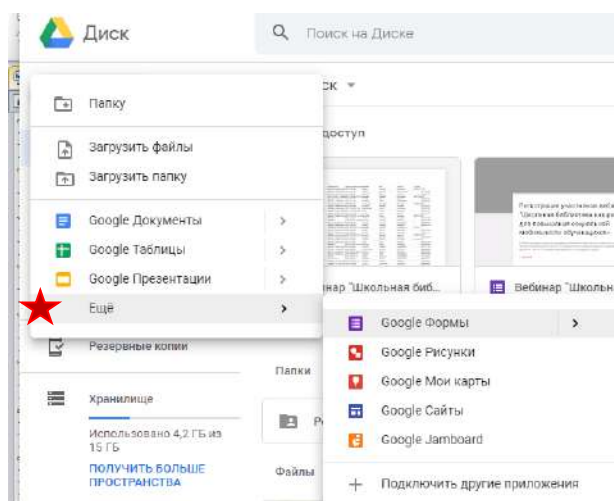 Диск
Поиск на Диске
ск
Папку
доступ
Загрузить файлы
Загрузить папку
Google Документы
Google Таблицы
Google Презентации
Ещё
нар "Школьная биб...
Вебинар "Школьн
Резервные копии
Google Формы
Google Рисунки
Google Мои карты
Google Сайты
Google Jamboard
Подключить другие приложения
Папки
Хранилище
Использовано 4,2 ГБ из
15 ГБ
ПОЛУЧИТЬ БОЛЬШЕ
ПРОСТРАНСТВА
Файлы